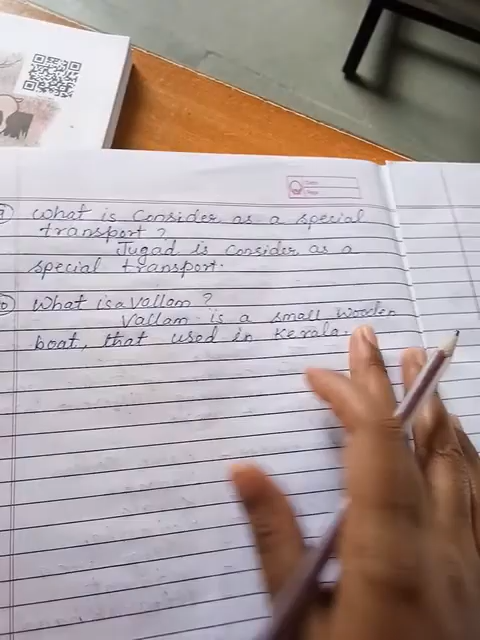 What is Consider as a special
transport?
Jugad is Consider as a
special transport.
What is a Vallam?
Vallam is a small wooden
boat, that used in Kerala.